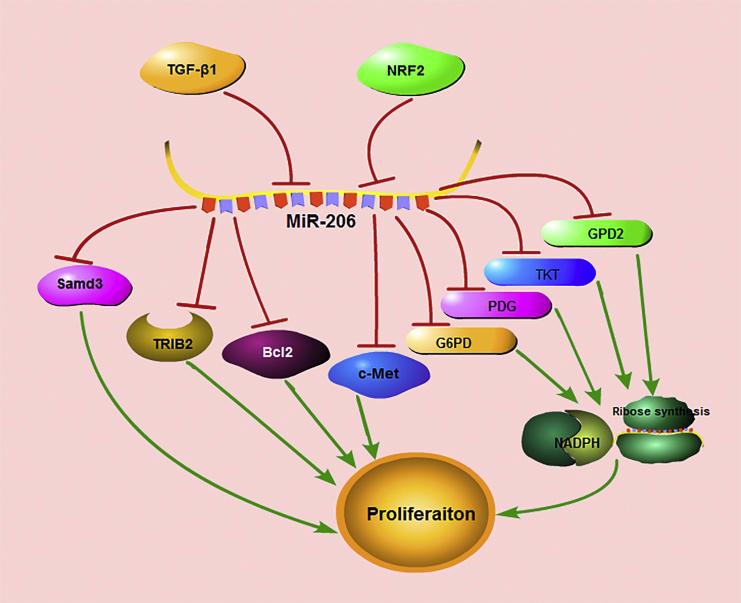 TGF-β1
NRF2
MiR-206
GPD2
TKT
Samd3
PDG
TRIB2
G6PD
Bcl2
c-Met
Ribose synthesis
NADPH
Proliferaiton